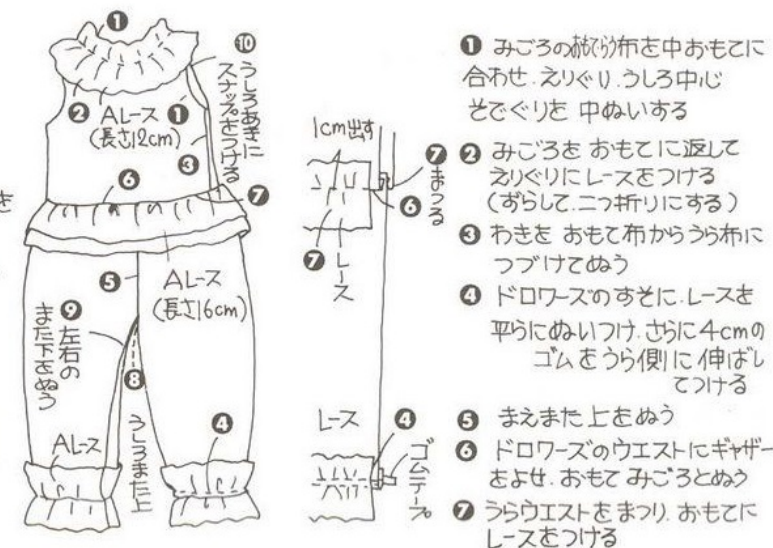 ❶
❿ うしろあきに
スナップをつける
❷ Aレース ❶
(長さ12cm)
❸
❻
❼
を
❺ Aレース
(長さ16cm)
❾ 左右の
また下をぬう
❽ うしろまた上
Aレース
❹
1cm出す
❼ まつる
❻
❼ レース
レース
❹
ゴムテープ
❶ みごろのおもてうら布を中おもてに
合わせ、えりぐり、うしろ中心
そでぐりを 中ぬいする
❷ みごろを おもてに返して
えりぐりにレースをつける
(ずらして、二つ折りにする)
❸ わきを おもて布からうら布に
つづけてぬう
❹ ドロワーズのすそに、レースを
平らにぬいつけ、さらに4cmの
ゴムをうら側に伸ばし
てつける
❺ まえまた上をぬう
❻ ドロワーズのウエストにギャザー
をよせ、おもてみごろとぬう
❼ うらウエストをまつり、おもてに
レースをつける